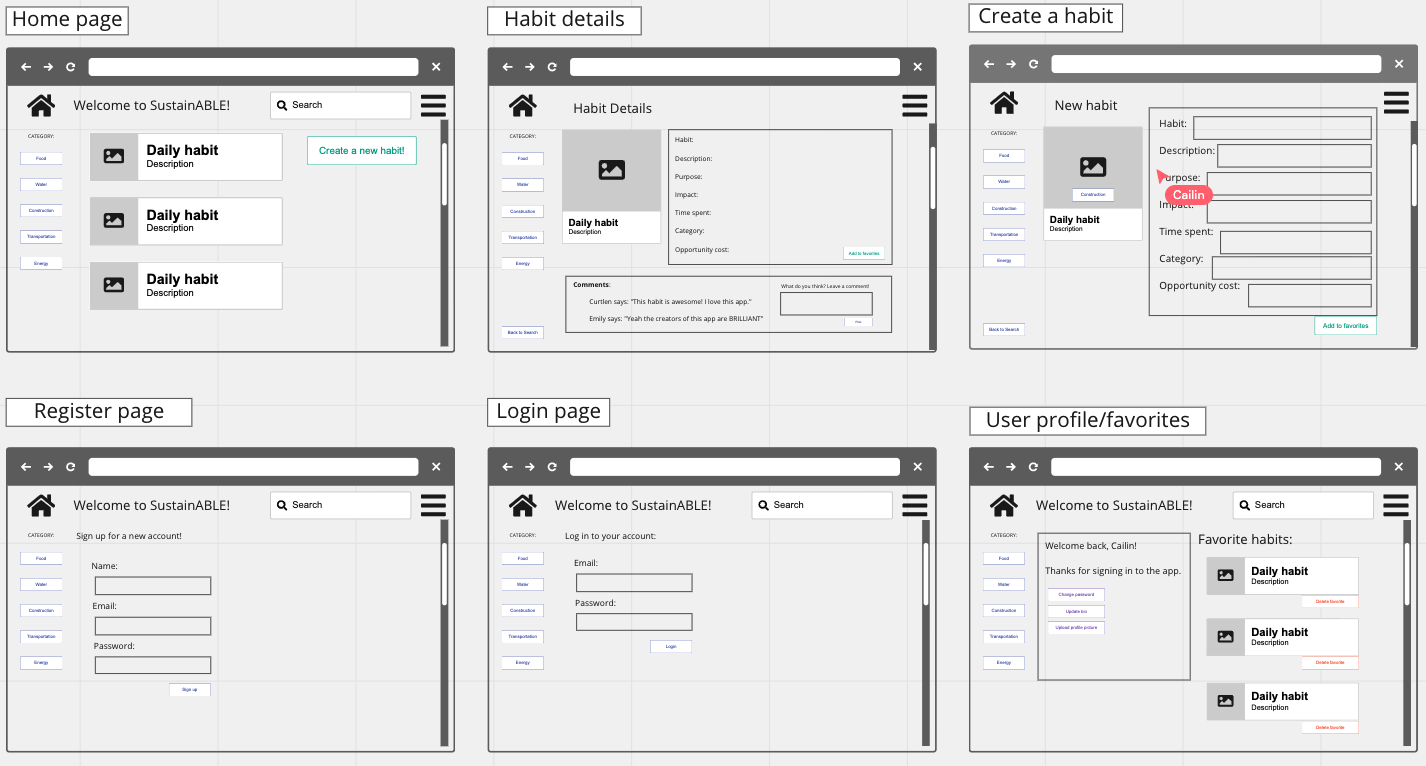 Home page
Welcome to SustainABLE!
Search
CATEGORY:
Food
Water
Construction
Transportation
Energy
Daily habit
Description
Daily habit
Description
Daily habit
Description
Create a new habit!
Habit details
Habit Details
CATEGORY:
Food
Water
Construction
Transportation
Energy
Back to Search
Daily habit
Description
Habit:
Description:
Purpose:
Impact:
Time spent:
Category:
Opportunity cost:
Add to favorites
Comments:
Curtlen says: "This habit is awesome! I love this app."
Emily says: "Yeah the creators of this app are BRILLIANT"
What do you think? Leave a comment!
Create a habit
New habit
CATEGORY:
Food
Water
Construction
Transportation
Energy
Back to Search
Construction
Daily habit
Description
Habit:
Description:
Purpose:
Cailin
Impact:
Time spent:
Category:
Opportunity cost:
Add to favorites
Register page
Welcome to SustainABLE!
Search
CATEGORY:
Food
Water
Construction
Transportation
Energy
Sign up for a new account!
Name:
Email:
Password:
Sign up
Login page
Welcome to SustainABLE!
Search
CATEGORY:
Food
Water
Construction
Transportation
Energy
Log in to your account:
Email:
Password:
Login
User profile/favorites
Welcome to SustainABLE!
Search
CATEGORY:
Food
Water
Construction
Transportation
Energy
Welcome back, Cailin!
Thanks for signing in to the app.
Change password
Update bio
Upload profile picture
Favorite habits:
Daily habit
Description
Delete favorite
Daily habit
Description
Delete favorite
Daily habit
Description
Delete favorite